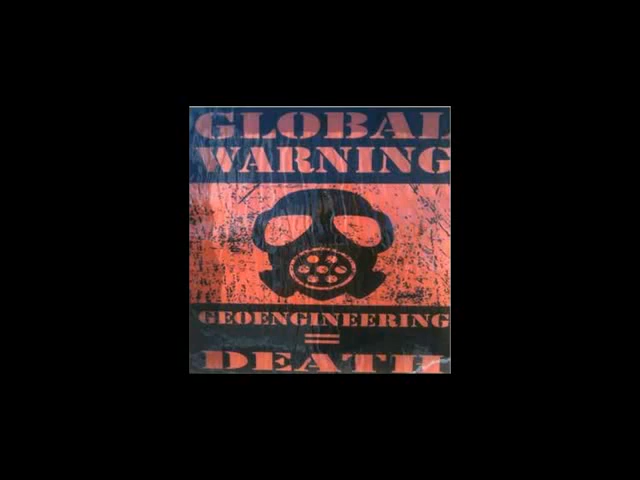 GLOBAL
WARNING
GEOENGINEERING
=
DEATH